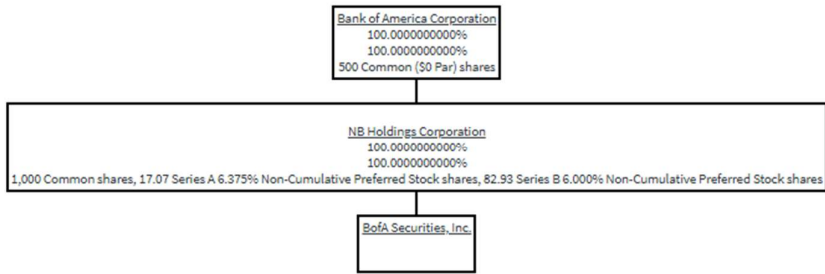 Bank of America Corporation
100.0000000000%
100.0000000000%
500 Common ($0 Par) shares
NB Holdings Corporation
100.0000000000%
100.0000000000%
1,000 Common shares, 17.07 Series A 6.375% Non-Cumulative Preferred Stock shares, 82.93 Series B 6.000% Non-Cumulative Preferred Stock shares
BofA Securities, Inc.